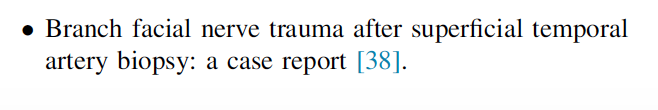 • Branch facial nerve trauma after superficial temporal
artery biopsy: a case report [38].